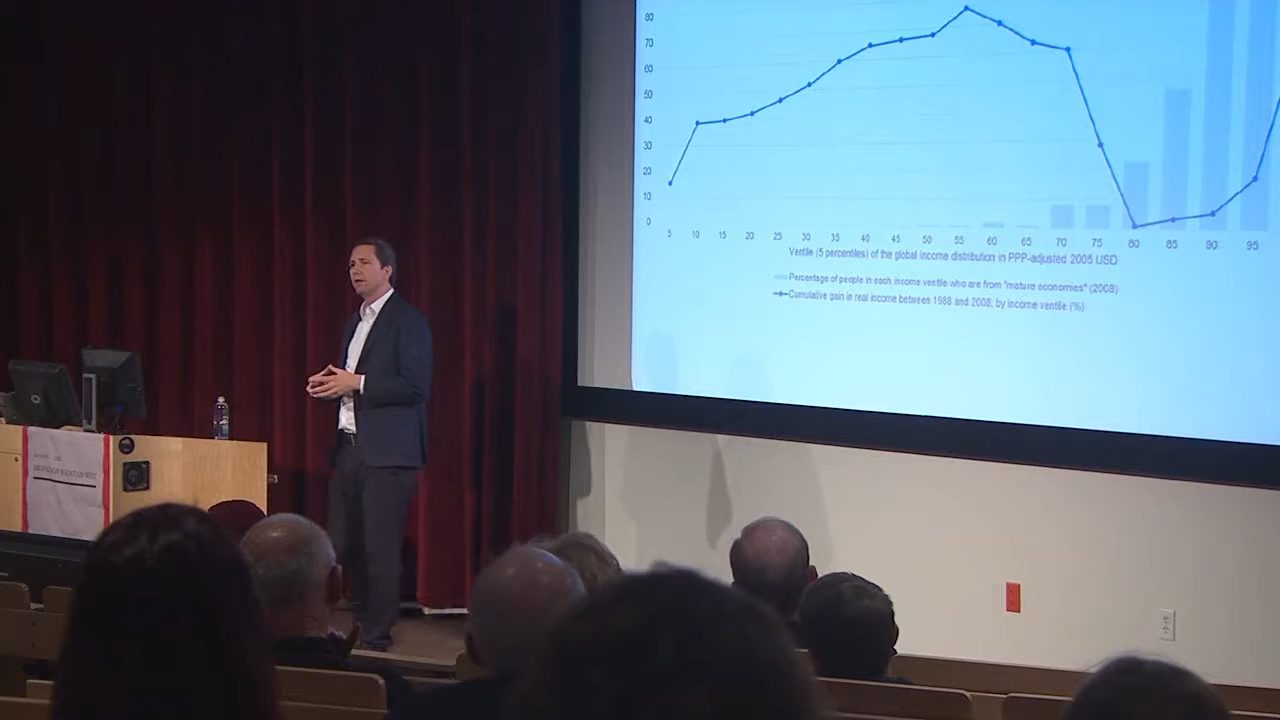 80
70
60
50
40
30
20
10
0
5 10 15 20 25 30 35 40 45 50 55 60 65 70 75 80 85 90 95
Ventile (5 percentiles) of the global income distribution in PPP-adjusted 2005 USD
Percentage of people in each income ventile who are from "mature economies" (2008)
Cumulative gain in real income between 1988 and 2008, by income ventile (%)
BROOKINGS MOUNTAIN WEST